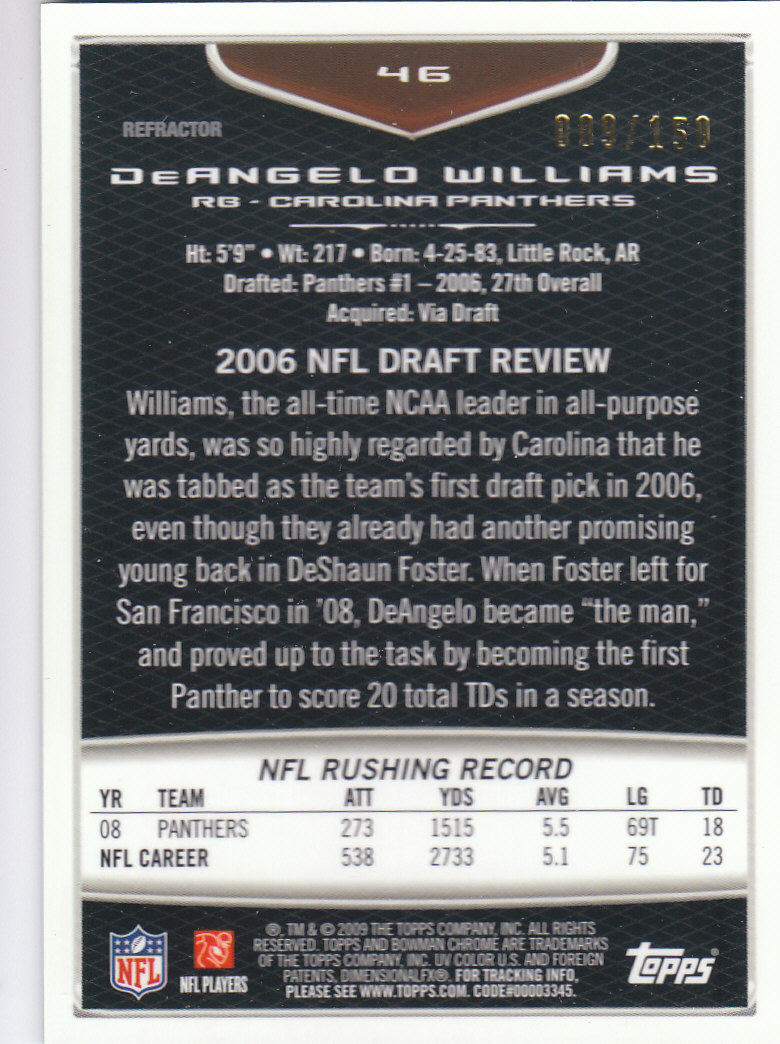 46
REFRACTOR
089/150
DeANGELO WILLIAMS
RB - CAROLINA PANTHERS
Ht: 5'9" • Wt: 217 • Born: 4-25-83, Little Rock, AR
Drafted: Panthers #1 – 2006, 27th Overall
Acquired: Via Draft
2006 NFL DRAFT REVIEW
Williams, the all-time NCAA leader in all-purpose
yards, was so highly regarded by Carolina that he
was tabbed as the team's first draft pick in 2006,
even though they already had another promising
young back in DeShaun Foster. When Foster left for
San Francisco in '08, DeAngelo became “the man,”
and proved up to the task by becoming the first
Panther to score 20 total TDs in a season.
NFL RUSHING RECORD
YR TEAM ATT YDS AVG LG TD
08 PANTHERS 273 1515 5.5 69T 18
NFL CAREER 538 2733 5.1 75 23
®, TM & © 2009 THE TOPPS COMPANY, INC. ALL RIGHTS
RESERVED. TOPPS AND BOWMAN CHROME ARE TRADEMARKS
OF THE TOPPS COMPANY, INC. UV COLOR U.S. AND FOREIGN
PATENTS, DIMENSIONALFX®. FOR TRACKING INFO,
PLEASE SEE WWW.TOPPS.COM. CODE#00003345.
NFL
NFL PLAYERS
topps®